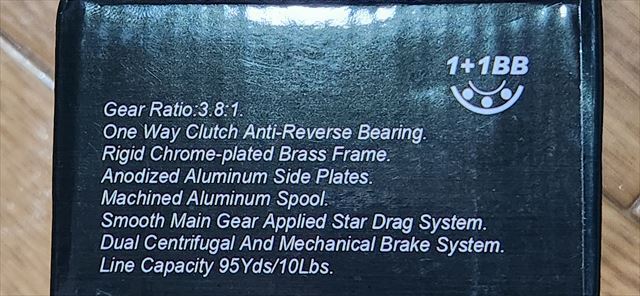 1+1BB
Gear Ratio:3.8:1.
One Way Clutch Anti-Reverse Bearing.
Rigid Chrome-plated Brass Frame.
Anodized Aluminum Side Plates.
Machined Aluminum Spool.
Smooth Main Gear Applied Star Drag System.
Dual Centrifugal And Mechanical Brake System.
Line Capacity 95Yds/10Lbs.